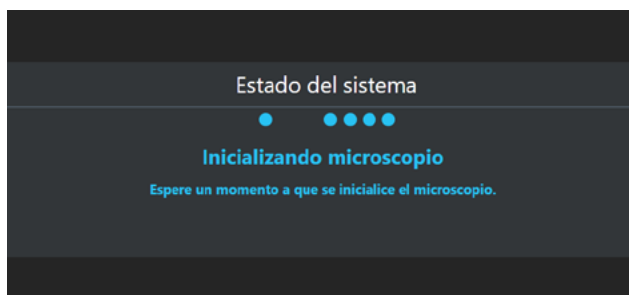 Estado del sistema
Inicializando microscopio
Espere un momento a que se inicialice el microscopio.